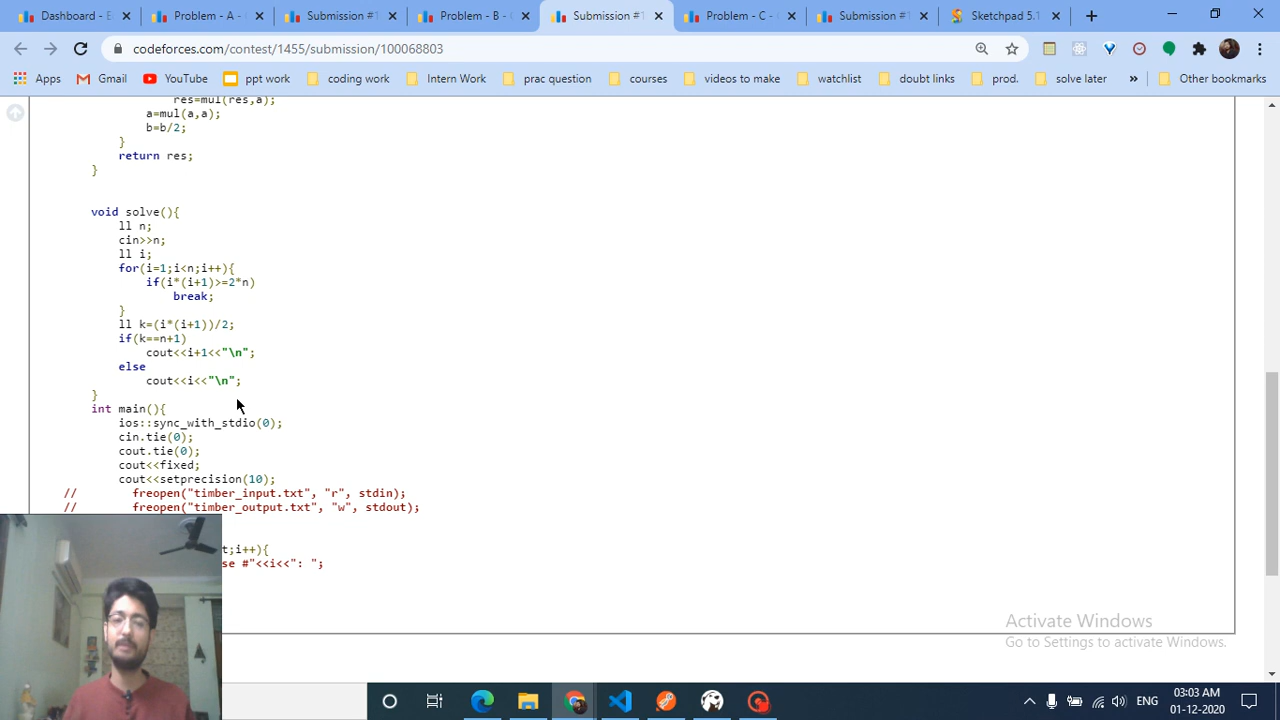 Dashboard - E
Problem - A - C
Submission #1
Problem - B - C
Submission #1
Problem - C - C
Submission #1
Sketchpad 5.1
codeforces.com/contest/1455/submission/100068803
Apps
Gmail
YouTube
ppt work
coding work
Intern Work
prac question
courses
videos to make
watchlist
doubt links
prod.
solve later
»
Other bookmarks
res=mul(res,a);
a=mul(a,a);
b=b/2;
}
return res;
}
void solve(){
ll n;
cin>>n;
ll i;
for(i=1;i<n;i++){
if(i*(i+1)>=2*n)
break;
}
ll k=(i*(i+1))/2;
if(k==n+1)
cout<<i+1<<"\n";
else
cout<<i<<"\n";
}
int main(){
ios::sync_with_stdio(0);
cin.tie(0);
cout.tie(0);
cout<<fixed;
cout<<setprecision(10);
// freopen("timber_input.txt", "r", stdin);
// freopen("timber_output.txt", "w", stdout);
t;i++){
se #"<<i<<": ";
Activate Windows
Go to Settings to activate Windows.
ENG
03:03 AM
01-12-2020